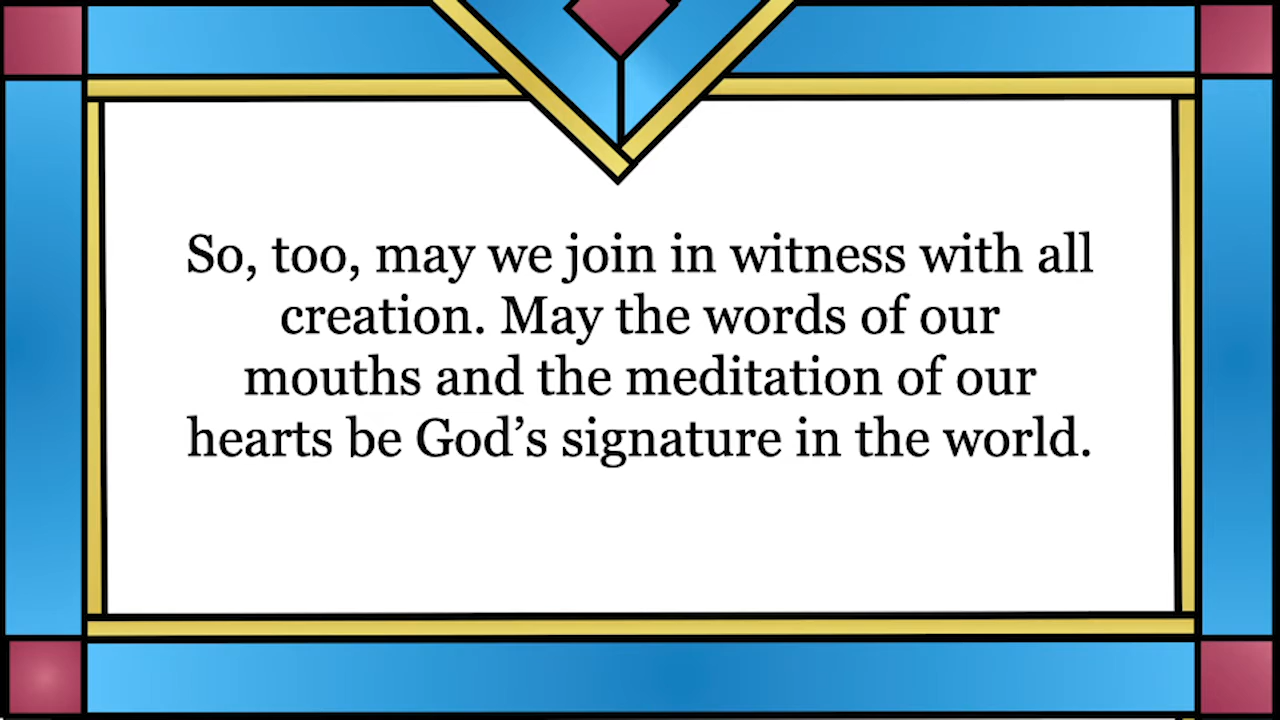 So, too, may we join in witness with all
creation. May the words of our
mouths and the meditation of our
hearts be God’s signature in the world.